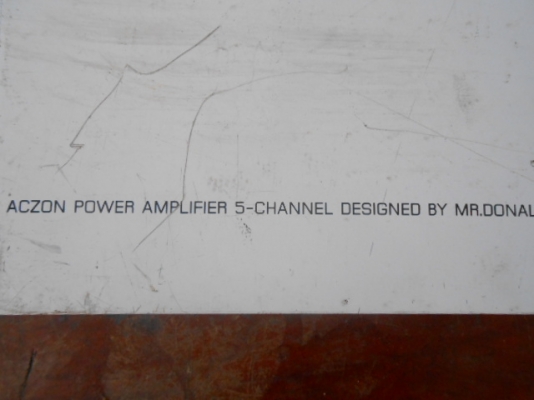 ACZON POWER AMPLIFIER 5-CHANNEL DESIGNED BY MR.DONAL